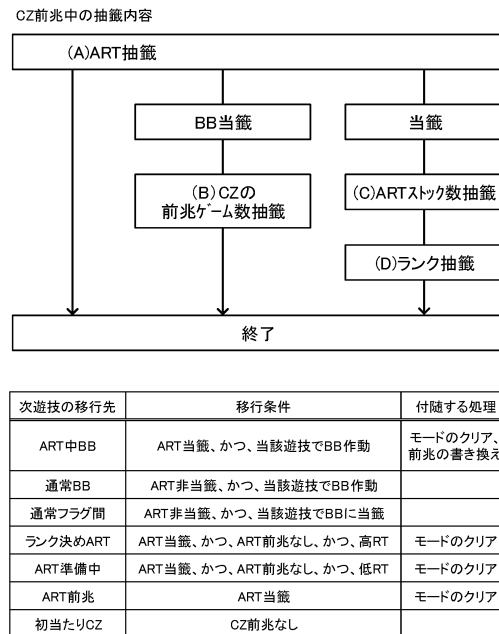 CZ前兆中の抽籤内容
(A)ART抽籤
BB当籤
当籤
(B)CZの
前兆ゲーム数抽籤
(C)ARTストック数抽籤
(D)ランク抽籤
終了
次遊技の移行先 移行条件 付随する処理
ART中BB ART当籤、かつ、当該遊技でBB作動 モードのクリア、
前兆の書き換え
通常BB ART非当籤、かつ、当該遊技でBB作動
通常フラグ間 ART非当籤、かつ、当該遊技でBBに当籤
ランク決めART ART当籤、かつ、ART前兆なし、かつ、高RT モードのクリア
ART準備中 ART当籤、かつ、ART前兆なし、かつ、低RT モードのクリア
ART前兆 ART当籤 モードのクリア
初当たりCZ CZ前兆なし